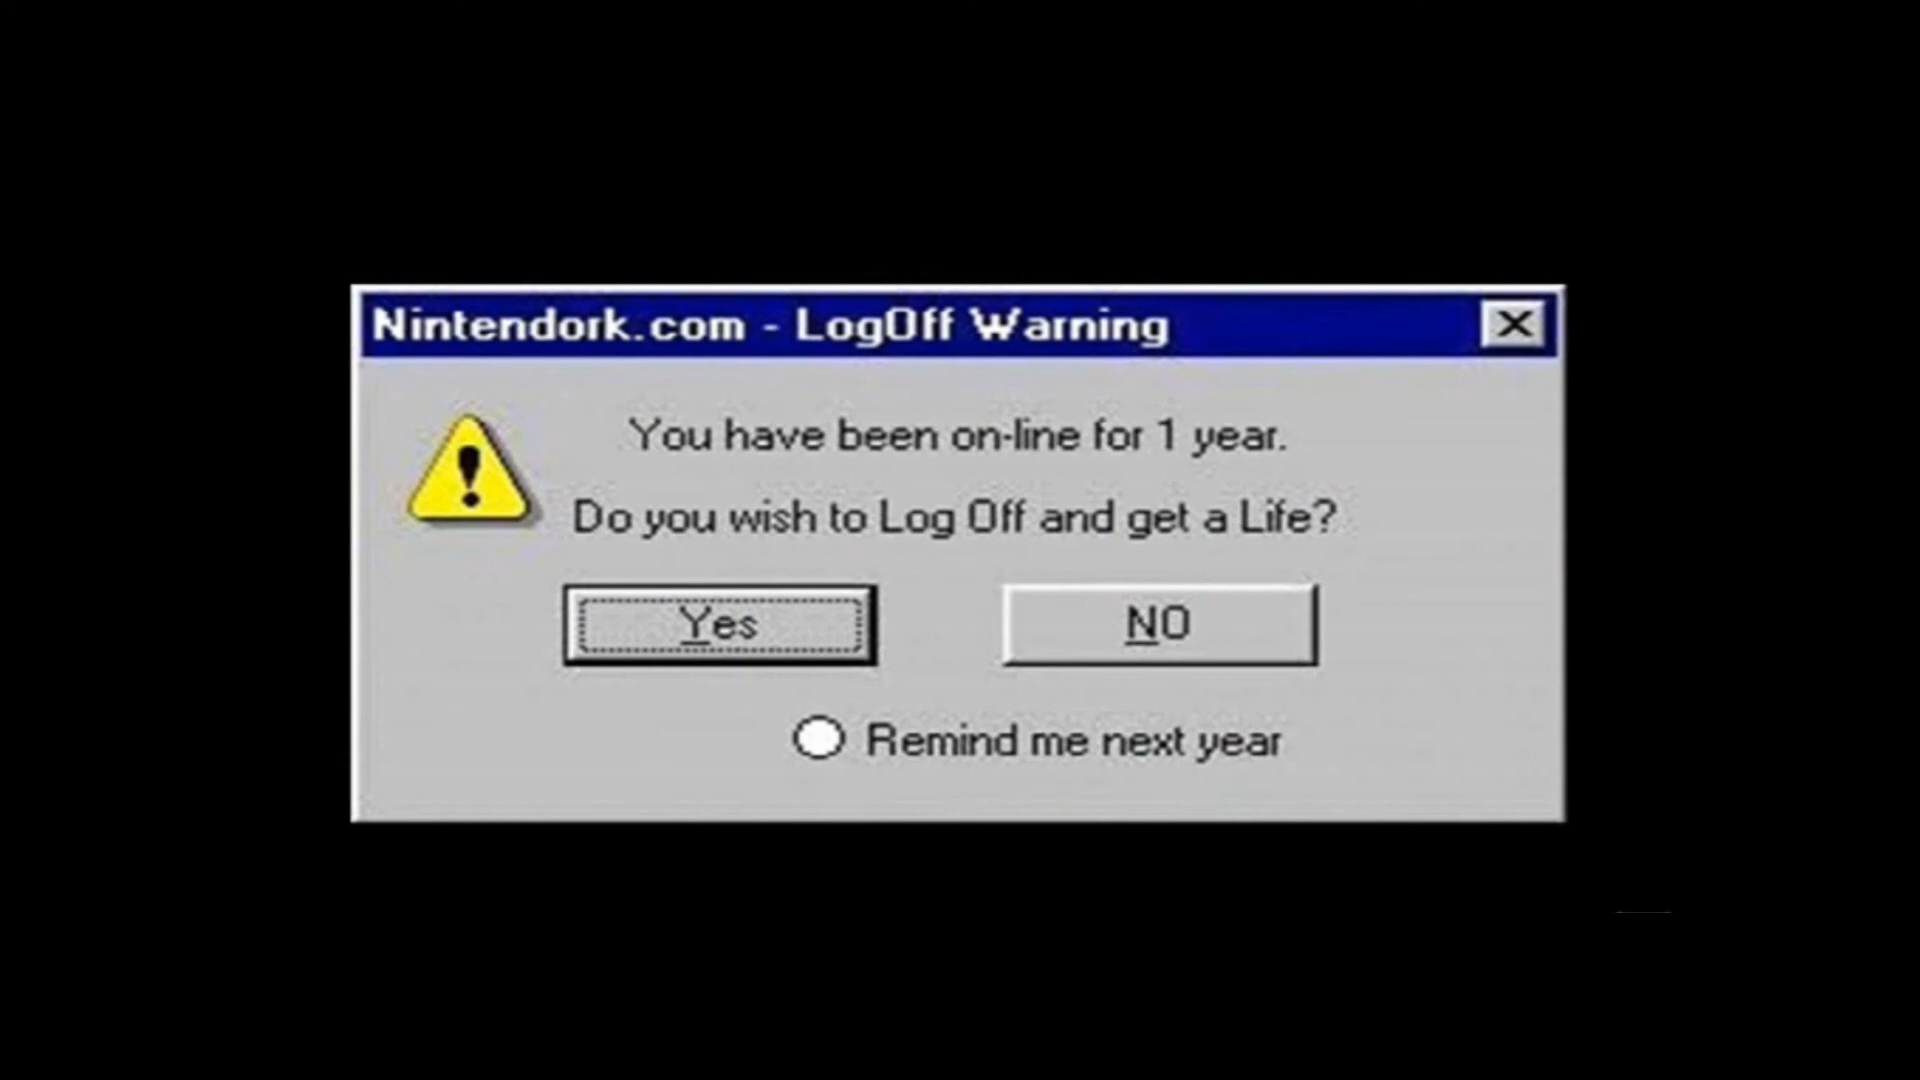 Nintendork.com - LogOff Warning
You have been on-line for 1 year.
Do you wish to Log Off and get a Life?
Yes
NO
Remind me next year